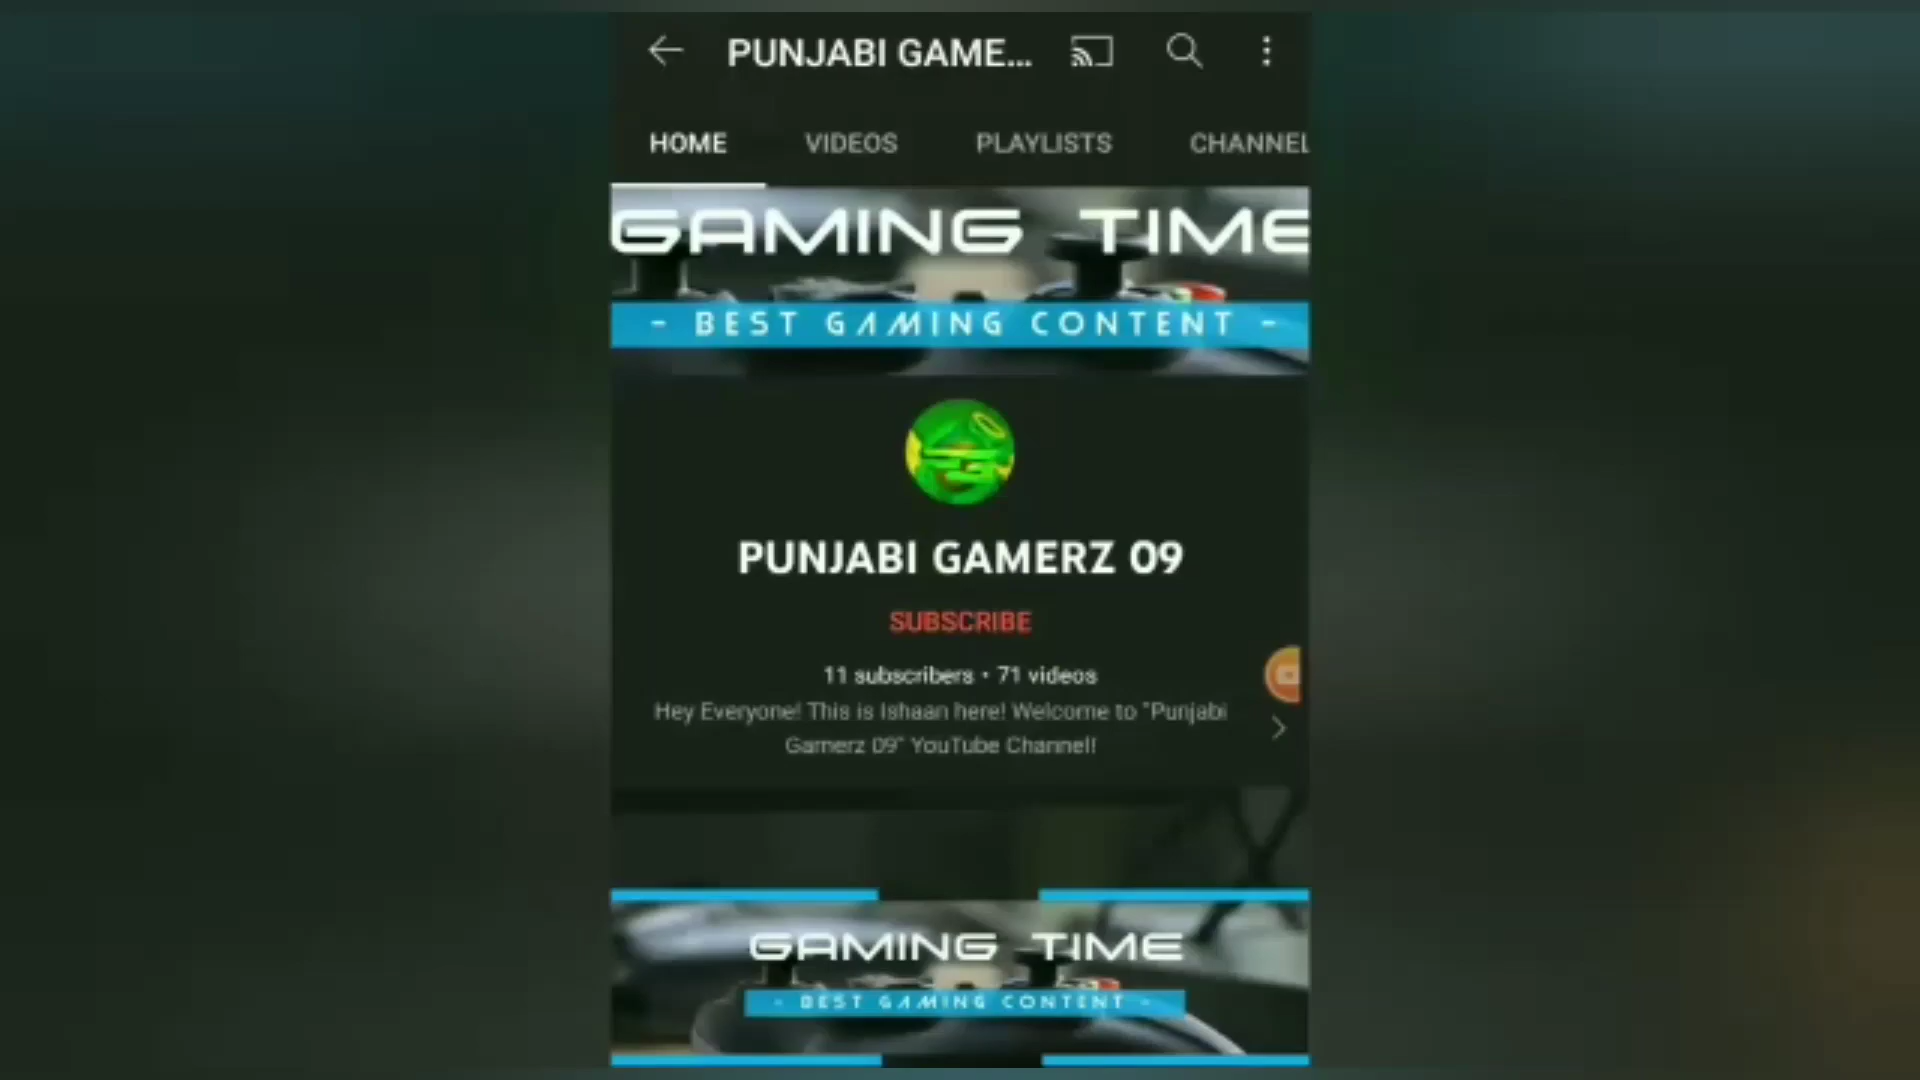 PUNJABI GAME...
HOME VIDEOS PLAYLISTS CHANNEL
GAMING TIME
- BEST GAMING CONTENT -
PUNJABI GAMERZ 09
SUBSCRIBE
11 subscribers • 71 videos
Hey Everyone! This is Ishaan here! Welcome to "Punjabi
Gamerz 09" YouTube Channel!
GAMING TIME
- BEST GAMING CONTENT -